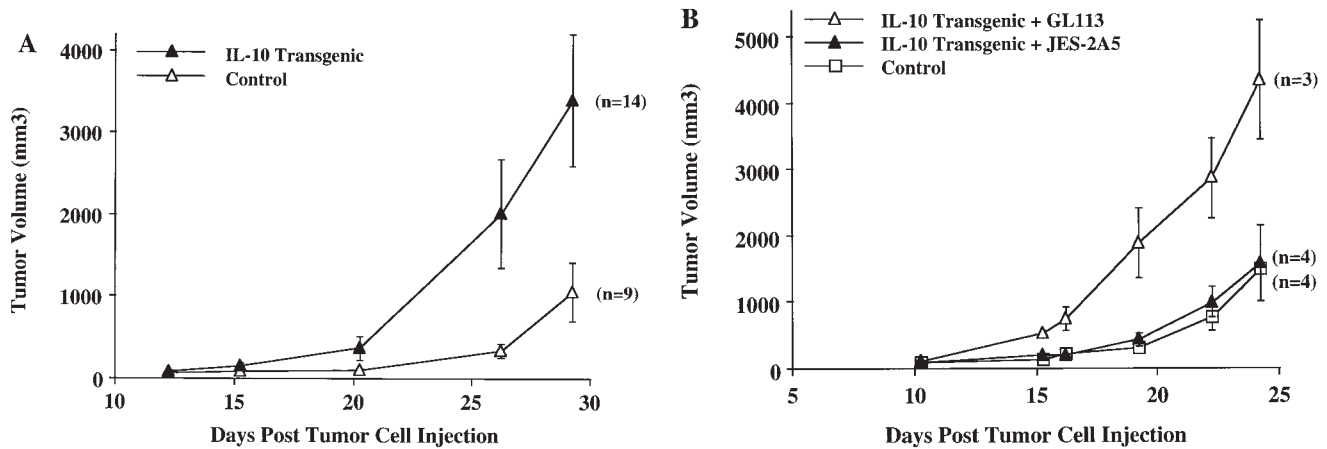 A
IL-10 Transgenic
Control
4000
3000
2000
1000
0
Tumor Volume (mm3)
(n=14)
(n=9)
10 15 20 25 30
Days Post Tumor Cell Injection
B
IL-10 Transgenic + GL113
IL-10 Transgenic + JES-2A5
Control
5000
4000
3000
2000
1000
0
Tumor Volume (mm3)
(n=3)
(n=4)
(n=4)
5 10 15 20 25
Days Post Tumor Cell Injection